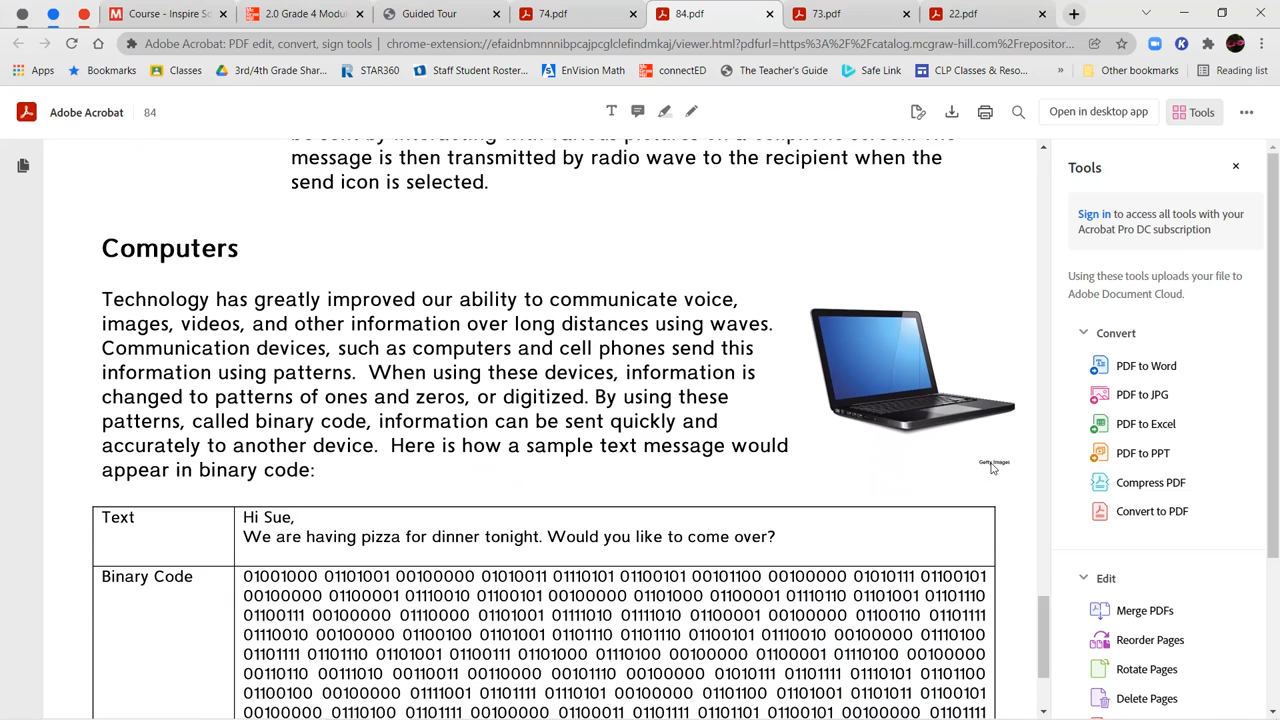 Course - Inspire Sc
2.0 Grade 4 Modul
Guided Tour
74.pdf
84.pdf
73.pdf
22.pdf
Adobe Acrobat: PDF edit, convert, sign tools | chrome-extension://efaidnbmnnnibpcajpcglclefindmkaj/viewer.html?pdfurl=https%3A%2F%2Fcatalog.mcgraw-hill.com%2Frepositor...
Apps
Bookmarks
Classes
3rd/4th Grade Shar...
STAR360
Staff Student Roster...
EnVision Math
connectED
The Teacher's Guide
Safe Link
CLP Classes & Reso...
»
Other bookmarks
Reading list
Adobe Acrobat
84
Open in desktop app
Tools
message is then transmitted by radio wave to the recipient when the
send icon is selected.
Computers
Technology has greatly improved our ability to communicate voice,
images, videos, and other information over long distances using waves.
Communication devices, such as computers and cell phones send this
information using patterns. When using these devices, information is
changed to patterns of ones and zeros, or digitized. By using these
patterns, called binary code, information can be sent quickly and
accurately to another device. Here is how a sample text message would
appear in binary code:
Getty Images
Text
Hi Sue,
We are having pizza for dinner tonight. Would you like to come over?
Binary Code
01001000 01101001 00100000 01010011 01110101 01100101 00101100 00100000 01010111 01100101
00100000 01100001 01110010 01100101 00100000 01101000 01100001 01110110 01101001 01101110
01100111 00100000 01110000 01101001 01111010 01111010 01100001 00100000 01100110 01101111
01110010 00100000 01100100 01101001 01101110 01101110 01100101 01110010 00100000 01110100
01101111 01101110 01101001 01100111 01101000 01110100 00100000 01100001 01110100 00100000
00110110 00111010 00110011 00110000 00101110 00100000 01010111 01101111 01110101 01101100
01100100 00100000 01111001 01101111 01110101 00100000 01101100 01101001 01101011 01100101
00100000 01110100 01101111 00100000 01100011 01101111 01101101 01100101 00100000 01101111
Tools
Sign in to access all tools with your
Acrobat Pro DC subscription
Using these tools uploads your file to
Adobe Document Cloud.
Convert
PDF to Word
PDF to JPG
PDF to Excel
PDF to PPT
Compress PDF
Convert to PDF
Edit
Merge PDFs
Reorder Pages
Rotate Pages
Delete Pages